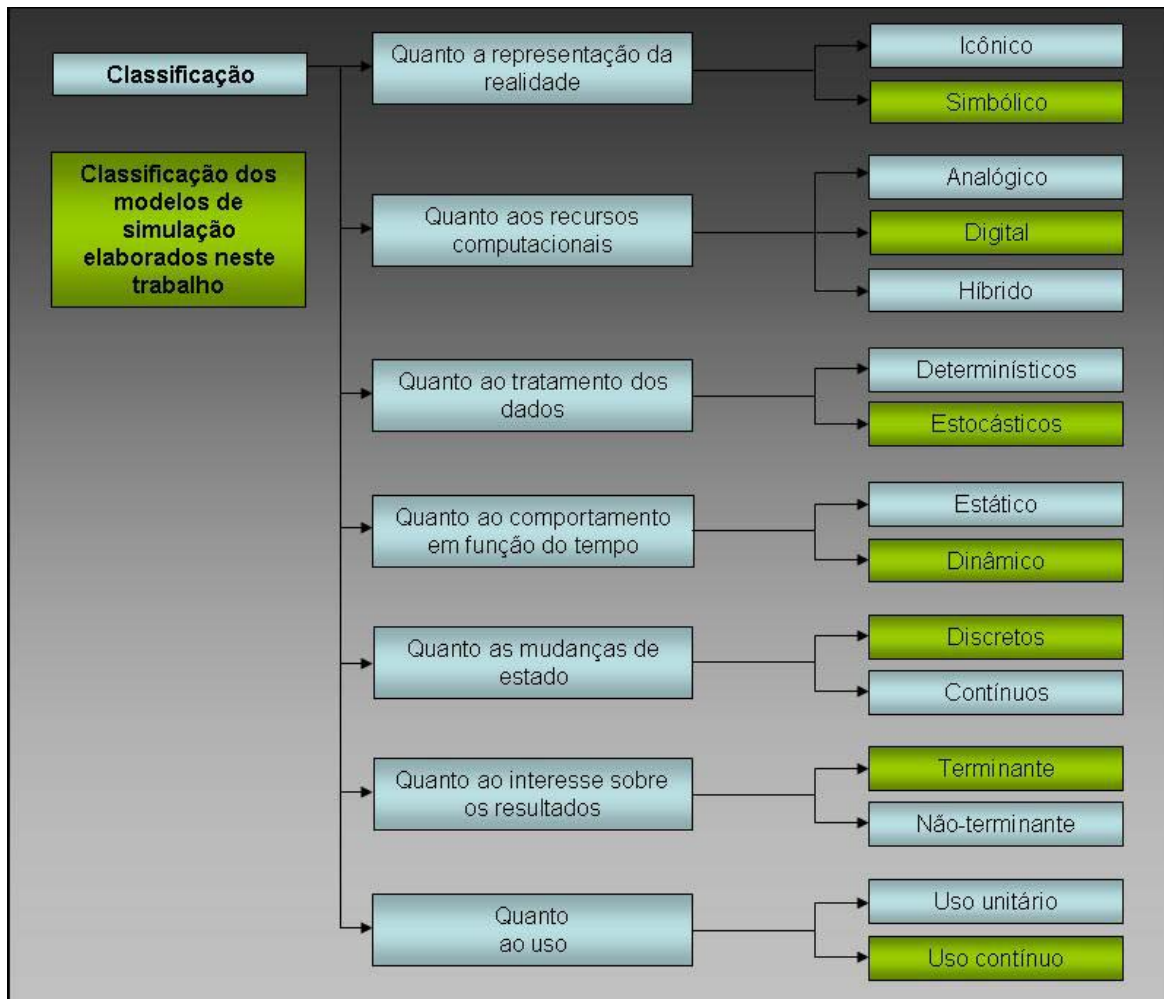 Classificação
Classificação dos
modelos de
simulação
elaborados neste
trabalho
Quanto a representação da
realidade
Icônico
Simbólico
Quanto aos recursos
computacionais
Analógico
Digital
Híbrido
Quanto ao tratamento dos
dados
Determinísticos
Estocásticos
Quanto ao comportamento
em função do tempo
Estático
Dinâmico
Quanto as mudanças de
estado
Discretos
Contínuos
Quanto ao interesse sobre
os resultados
Terminante
Não-terminante
Quanto
ao uso
Uso unitário
Uso contínuo